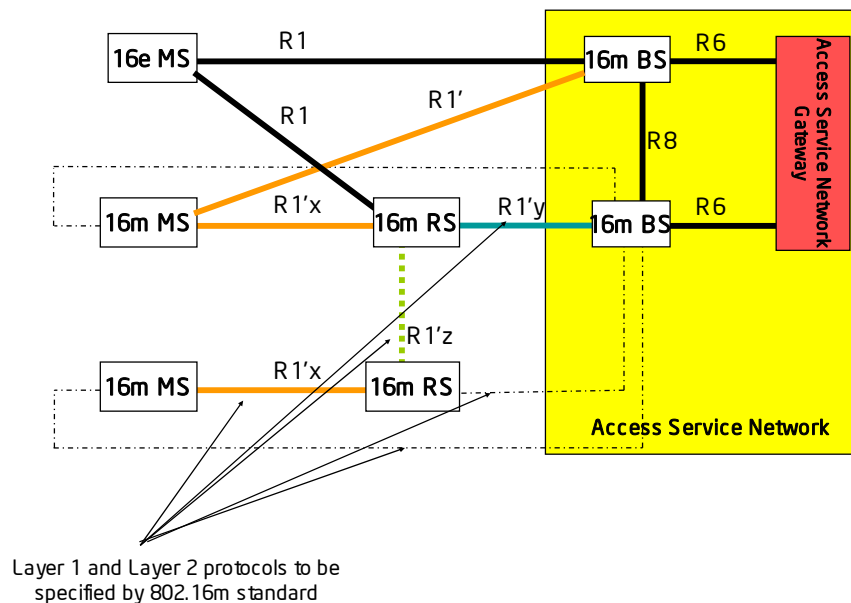 16e MS
R1
16m BS
R6
Access Service Network
Gateway
R1'
R1
R8
16m MS
R1'x
16m RS
R1'y
16m BS
R6
R1'z
16m MS
R1'x
16m RS
Access Service Network
Layer 1 and Layer 2 protocols to be
specified by 802.16m standard